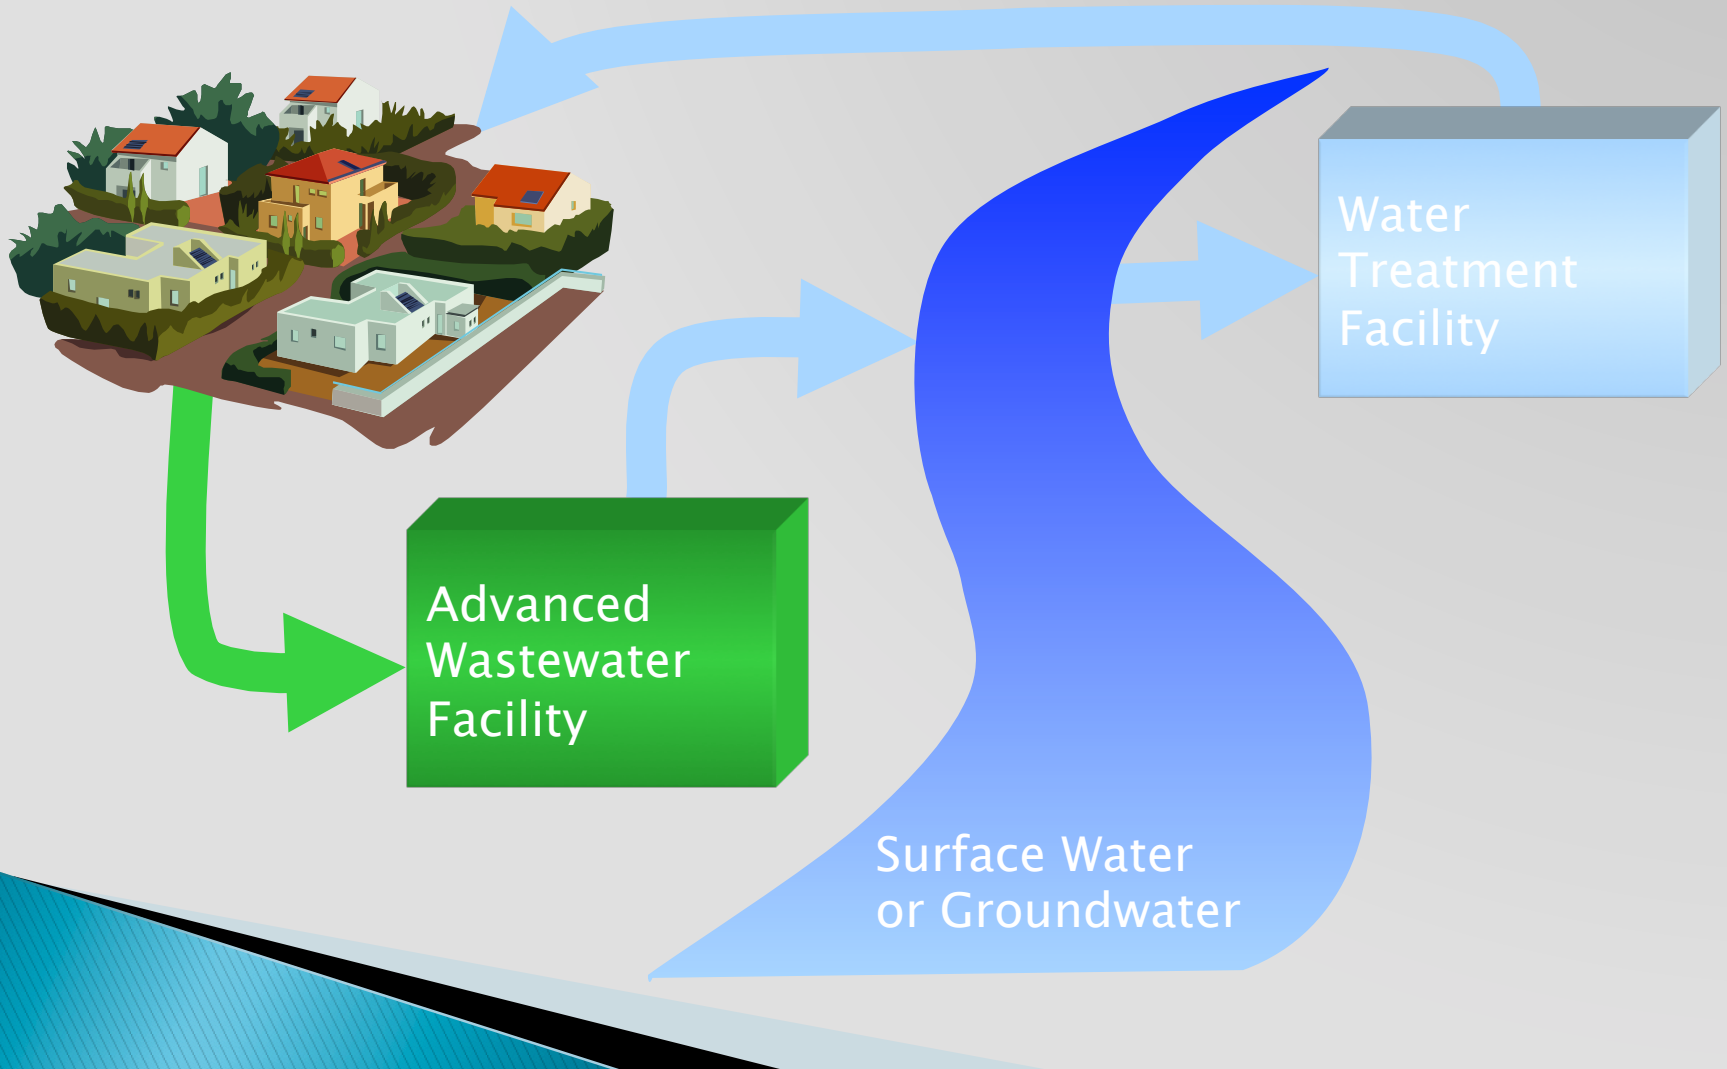 Water
Treatment
Facility
Advanced
Wastewater
Facility
Surface Water
or Groundwater